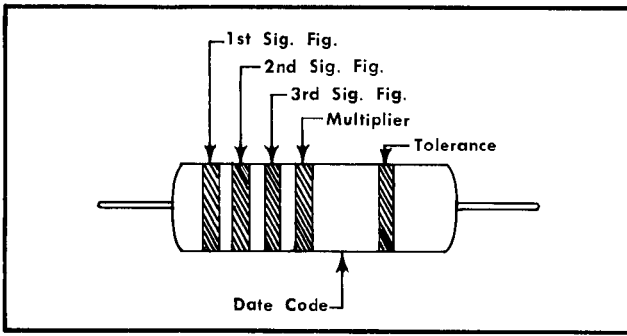 1st Sig. Fig.
2nd Sig. Fig.
3rd Sig. Fig.
Multiplier
Tolerance
Date Code